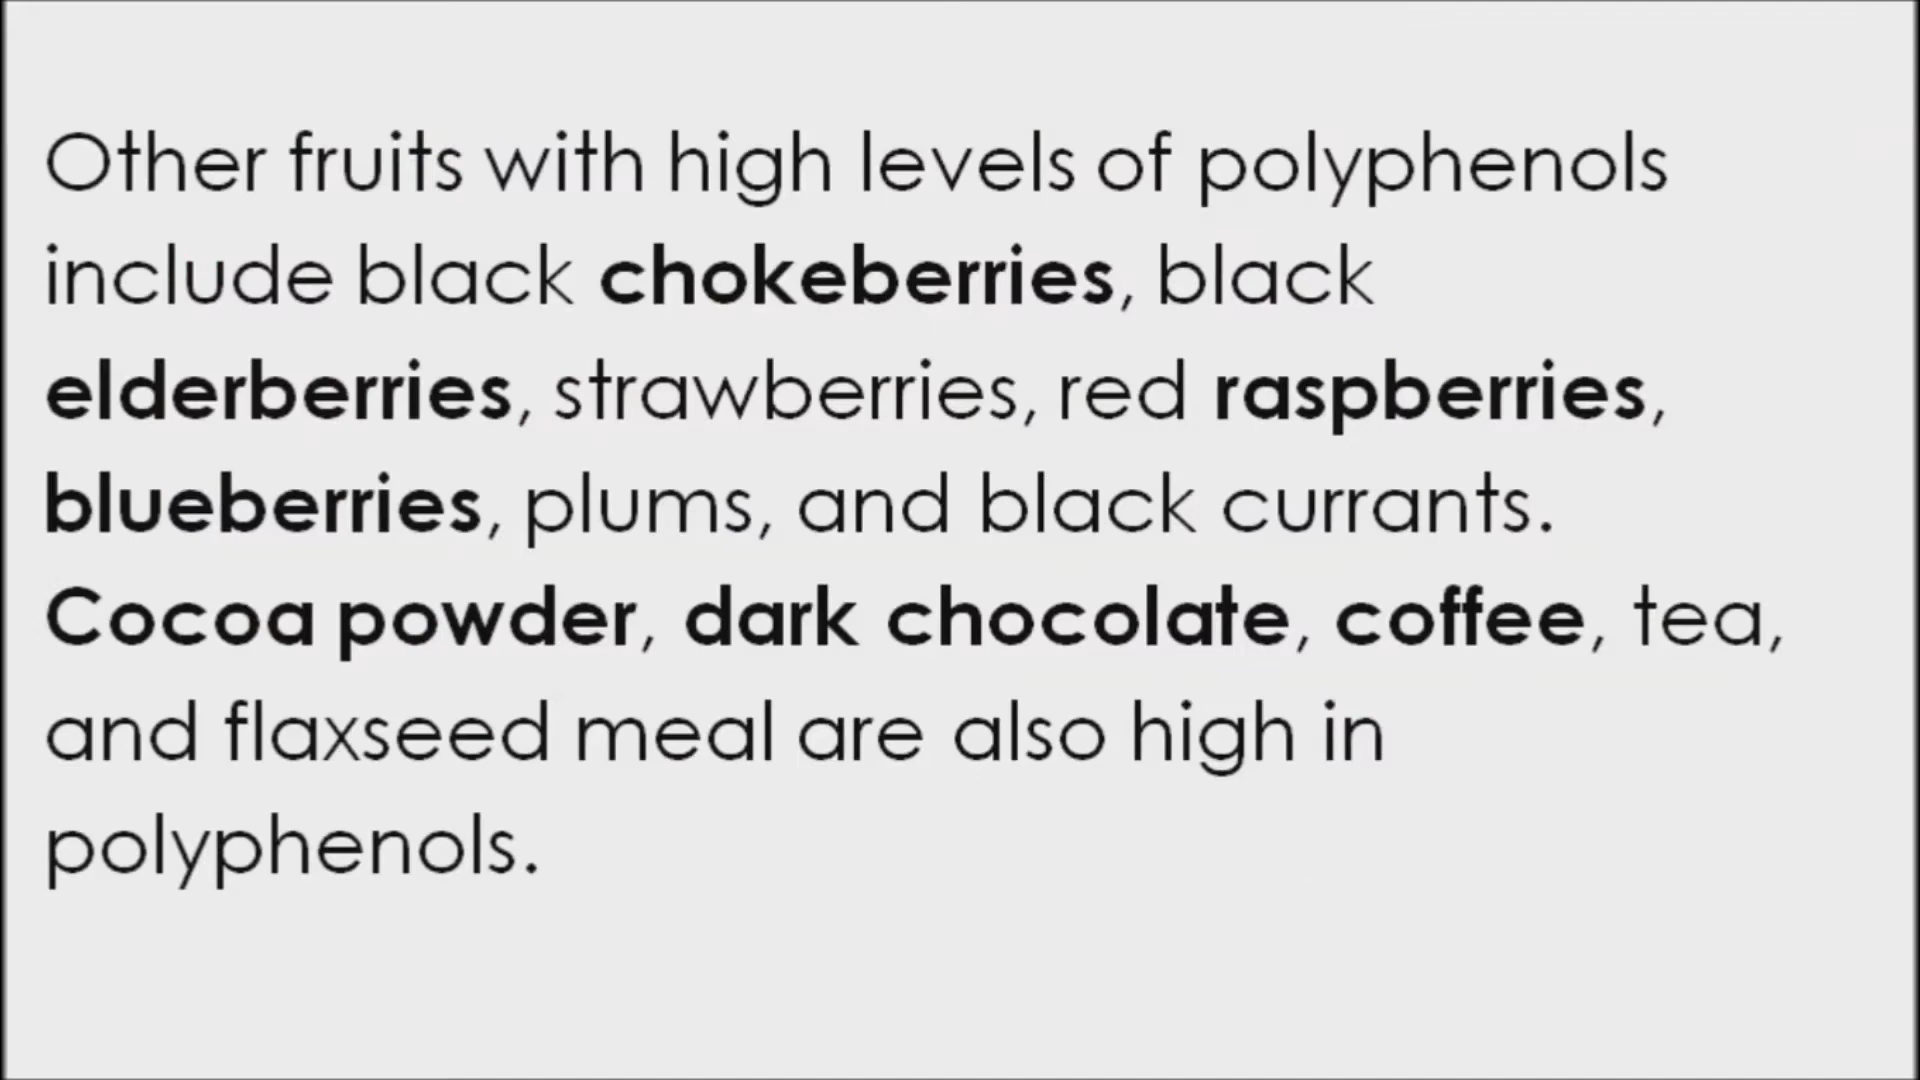 Other fruits with high levels of polyphenols
include black chokeberries, black
elderberries, strawberries, red raspberries,
blueberries, plums, and black currants.
Cocoa powder, dark chocolate, coffee, tea,
and flaxseed meal are also high in
polyphenols.